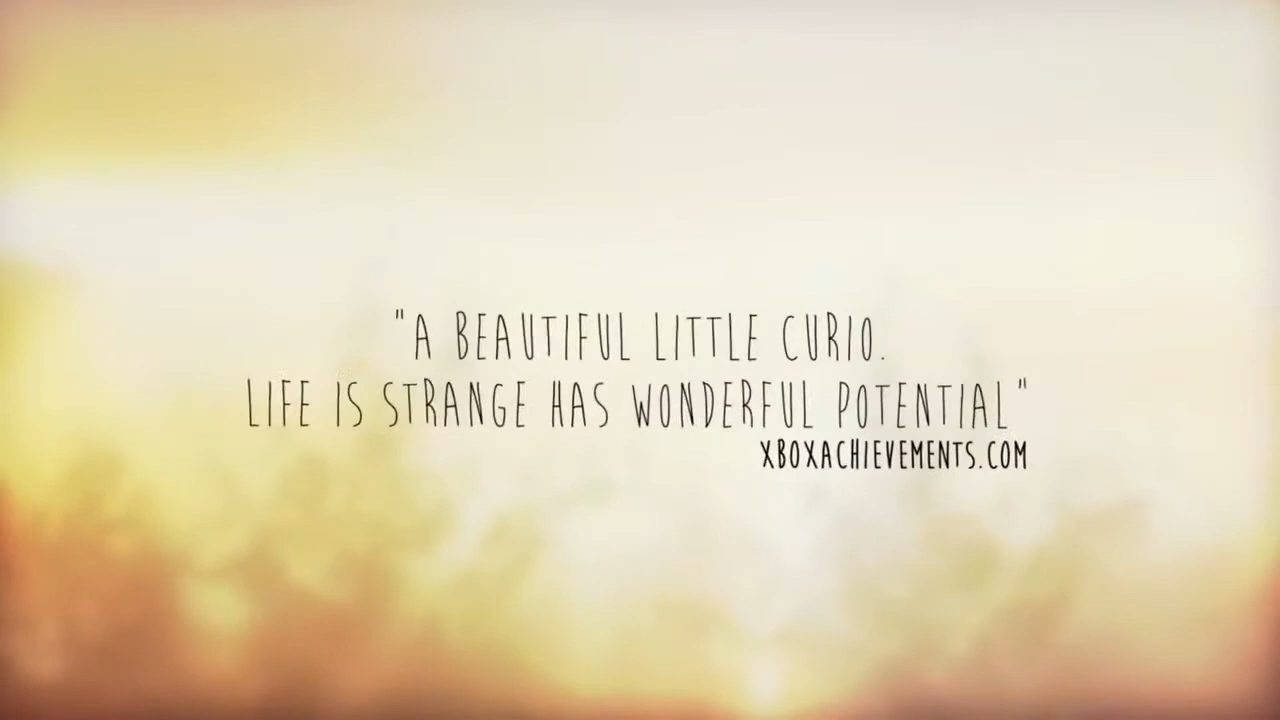 "A BEAUTIFUL LITTLE CURIO.
LIFE IS STRANGE HAS WONDERFUL POTENTIAL"
XBOXACHIEVEMENTS.COM